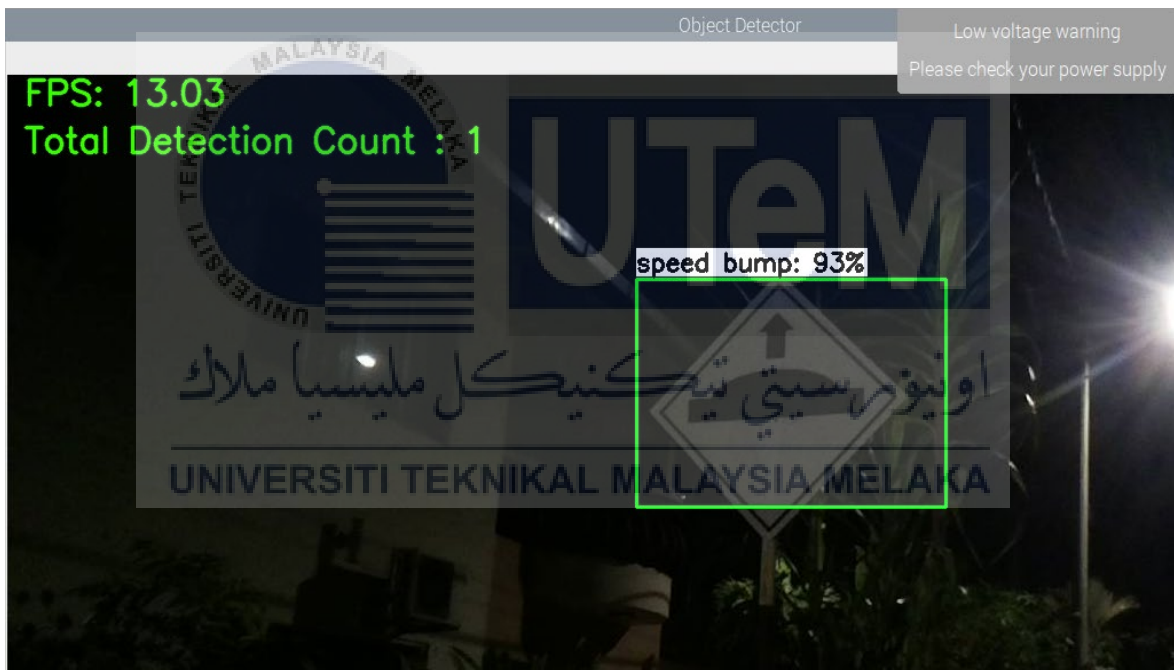 Object Detector
Low voltage warning
Please check your power supply
FPS: 13.03
Total Detection Count : 1
UNIVERSITI TEKNIKAL MALAYSIA MELAKA
UTeM
speed bump: 93%
اونيۏرسيتي تيكنيكل مليسيا ملاك
UNIVERSITI TEKNIKAL MALAYSIA MELAKA